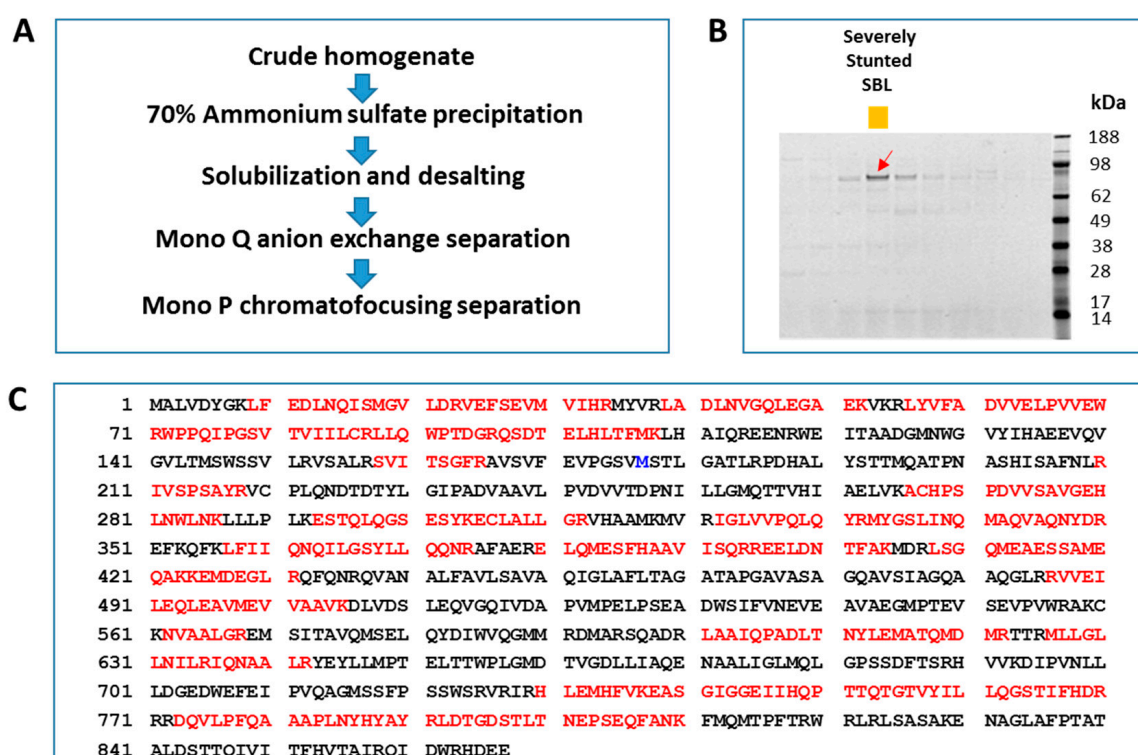 A
Crude homogenate
70% Ammonium sulfate precipitation
Solubilization and desalting
Mono Q anion exchange separation
Mono P chromatofocusing separation
B
Severely
Stunted
SBL
kDa
188
98
62
49
38
28
17
14
C
1 MALVDYGKLF EDLNQISMGV LDRVEFSEVM VIHRMYVRLA DLNVGQLEGA EKVKRLYVFA DVVELPVVEW
71 RWPPQIPGSV TVIILCRLLQ WPTDGRQSDT ELHLTFMKLH AIQREENRWE ITAADGMNWG VYIHAEEVQV
141 GVLTMSWSSV LRVSALRSVI TSGFRAVSVF EVPGSVMSTL GATLRPDHAL YSTTMQATPN ASHISAFNLR
211 IVSPSAYRVC PLQNDTDTYL GIPADVAAVL PVDVVTDPNI LLGMQTTVHI AELVKACHPS PDVVSAVGEH
281 LNWLNKLLLP LKESTQLQGS ESYKECLALL GRVHAAMKMV RIGLVVPQLQ YRMYGSLINQ MAQVAQNYDR
351 EFKQFKLFII QNQILGSYLL QQNRAFAERE LQMESFHAAV ISQRREELDN TFAKMDRLSG QMEAESSAME
421 QAKKEMDEGL RQFQNRQVAN ALFAVLSAVA QIGLAFLTAG ATAPGAVASA GQAVSIAGQA AQGLRRVVEI
491 LEQLEAVMEV VAAVKDLVDS LEQVGQIVDA PVMPELPSEA DWSIFVNEVE AVAEGMPTEV SEVPVWRAKC
561 KNVAALGREM SITAVQMSEL QYDIWVQGMM RDMARSQADR LAAIQPADLT NYLEMATQMD MRTTRMLLGL
631 LNILRIQNAA LRYEYLLMPT ELTTWPLGMD TVGDLLIAQE NAALIGLMQL GPSSDFTSRH VVKDIPVNLL
701 LDGEDWEFEI PVQAGMSSFP SSWSRVRIRH LEMHFVKEAS GIGGEIIHQP TTQTGTVYIL LQGSTIFHDR
771 RRDQVLPFQA AAPLNYHYAY RLDTGDSTLT NEPSEQFANK FMQMTPFTRW RLRLSASAKE NAGLAFPTAT
841 ALDSTTQIVI TFHVTAIRQI DWRHDEE